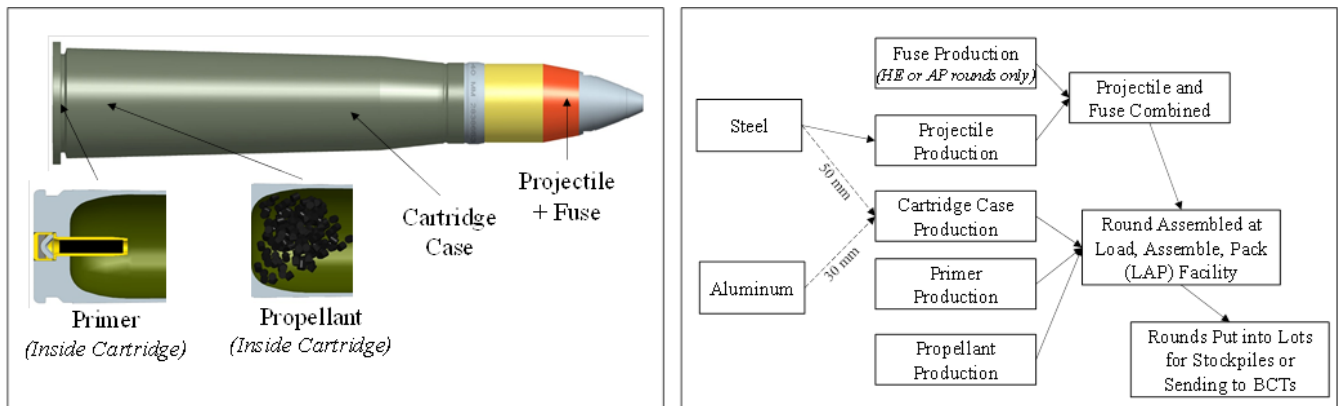 Primer
(Inside Cartridge)
Propellant
(Inside Cartridge)
Cartridge
Case
Projectile
+ Fuse
Steel
Aluminum
50 mm
30 mm
Fuse Production
(HE or AP rounds only)
Projectile
Production
Cartridge Case
Production
Primer
Production
Propellant
Production
Projectile and
Fuse Combined
Round Assembled at
Load, Assemble, Pack
(LAP) Facility
Rounds Put into Lots
for Stockpiles or
Sending to BCTs